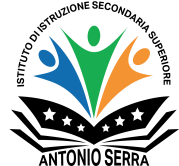 ISTITUTO DI ISTRUZIONE SECONDARIA SUPERIORE
ANTONIO SERRA